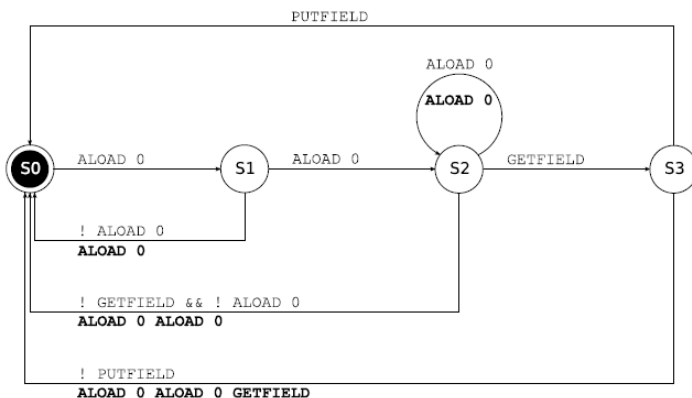 PUTFIELD
ALOAD 0
ALOAD 0
S0 ALOAD 0 S1 ALOAD 0 S2 GETFIELD S3
! ALOAD 0
ALOAD 0
! GETFIELD && ! ALOAD 0
ALOAD 0 ALOAD 0
! PUTFIELD
ALOAD 0 ALOAD 0 GETFIELD